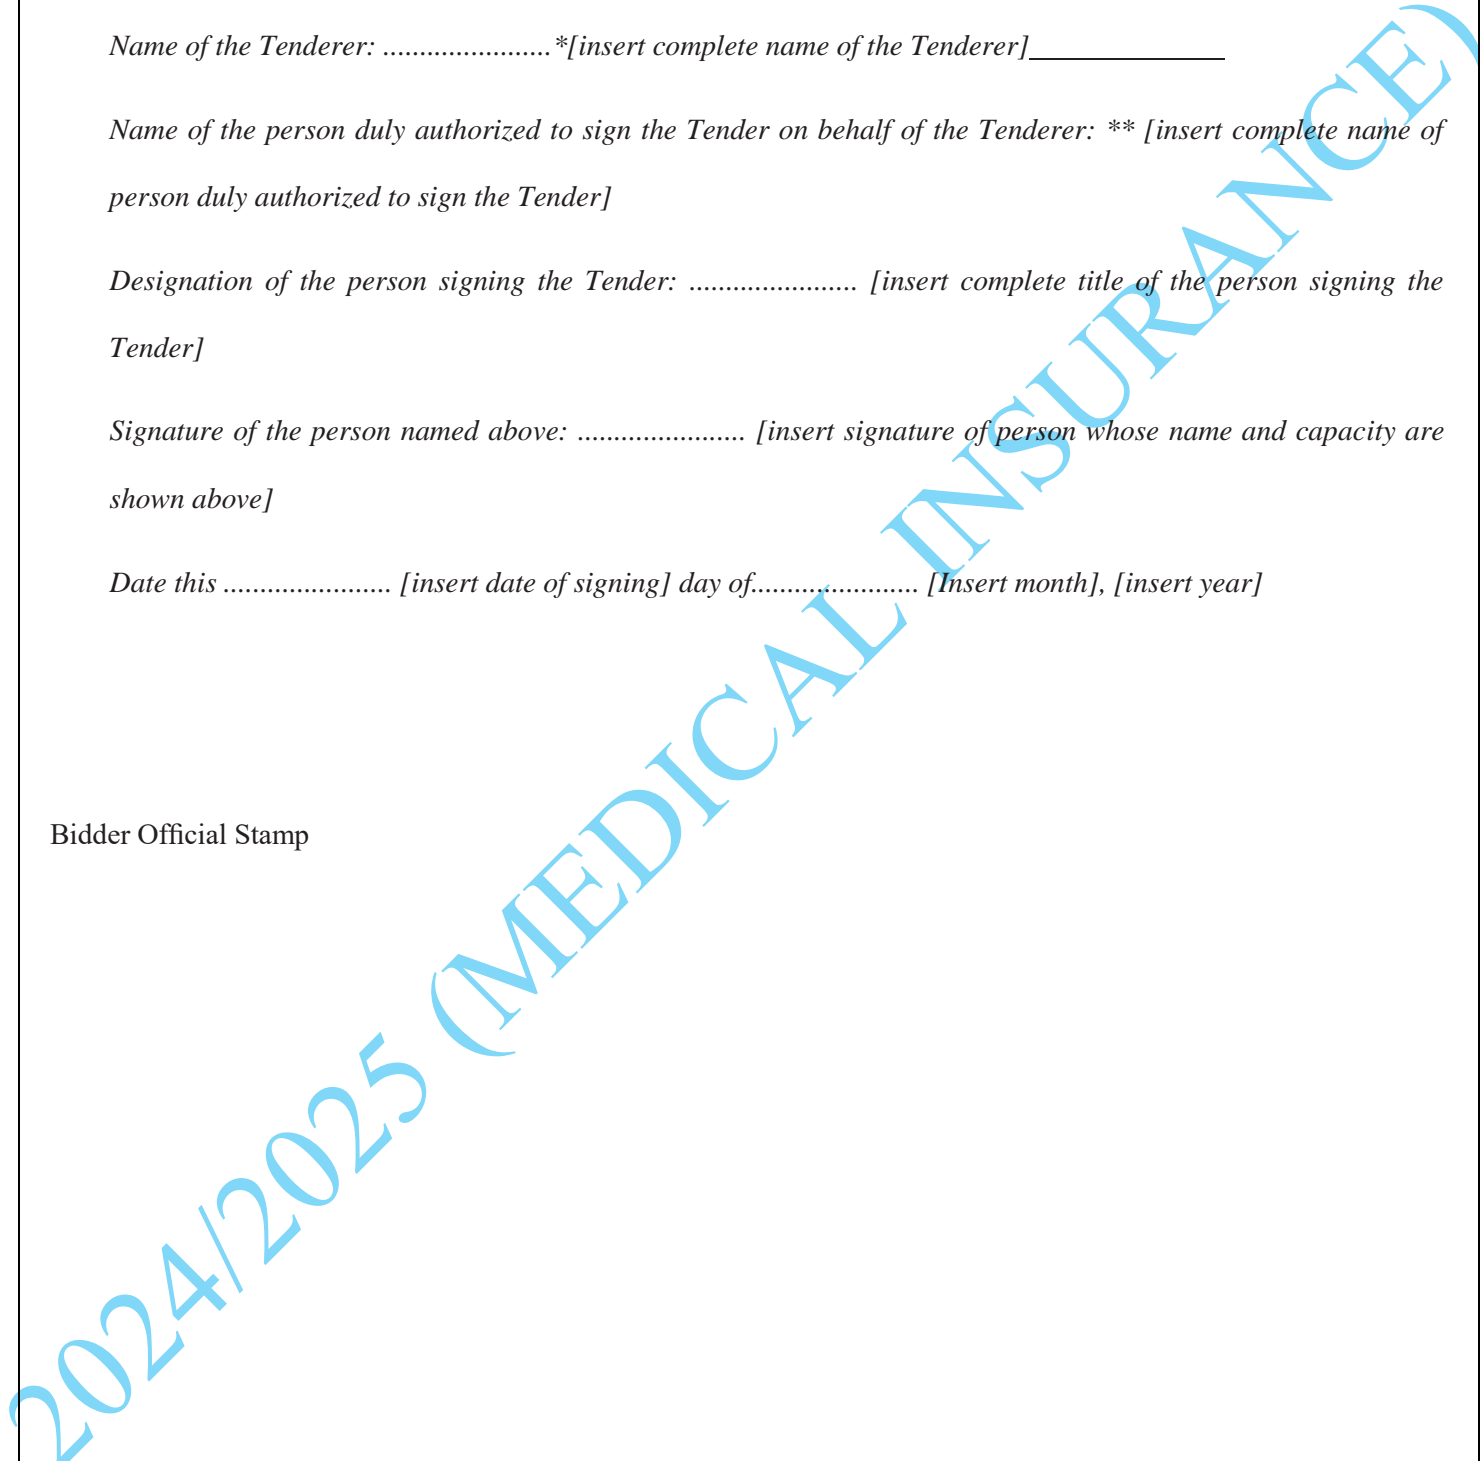 Name of the Tenderer: .......................*[insert complete name of the Tenderer]______________
Name of the person duly authorized to sign the Tender on behalf of the Tenderer: ** [insert complete name of
person duly authorized to sign the Tender]
Designation of the person signing the Tender: ....................... [insert complete title of the person signing the
Tender]
Signature of the person named above: ....................... [insert signature of person whose name and capacity are
shown above]
Date this ....................... [insert date of signing] day of....................... [Insert month], [insert year]
Bidder Official Stamp
2024/2025 (MEDICAL INSURANCE)